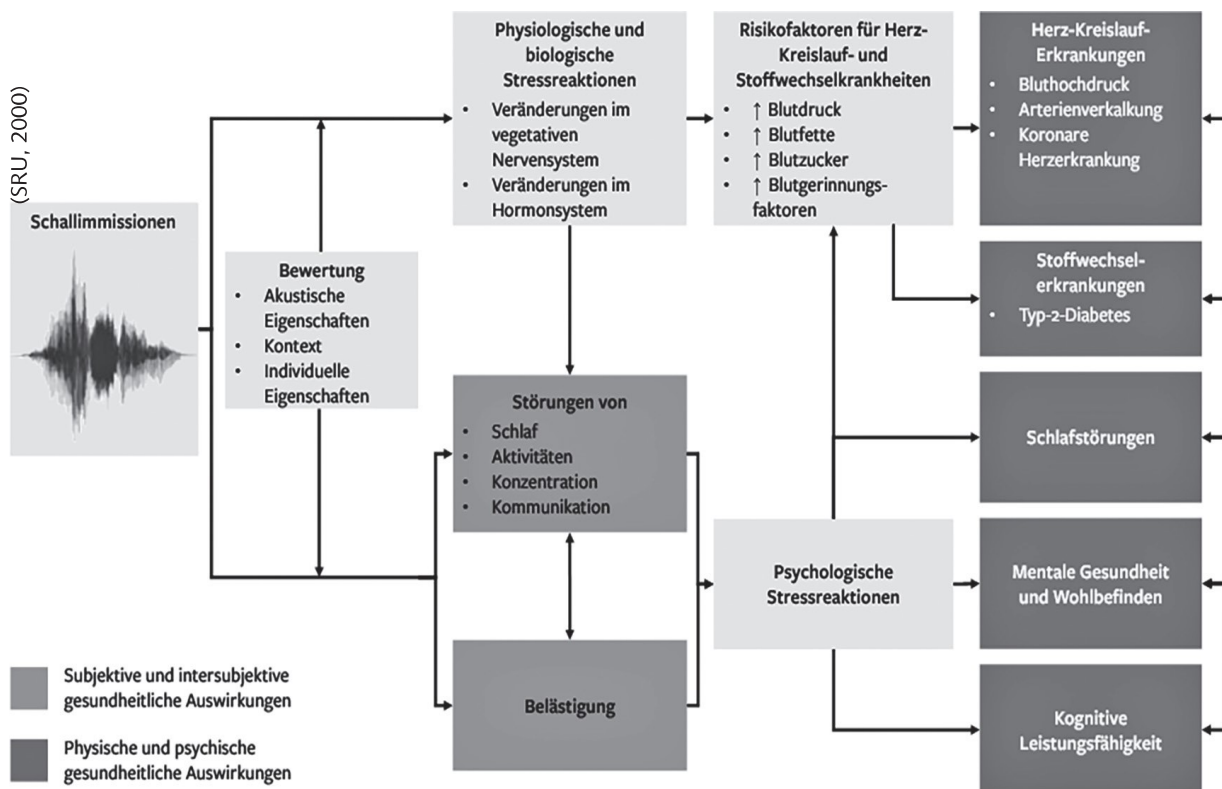 (SRU, 2000)
Schallimmissionen
Bewertung
• Akustische
Eigenschaften
• Kontext
• Individuelle
Eigenschaften
Physiologische und
biologische
Stressreaktionen
• Veränderungen im
vegetativen
Nervensystem
• Veränderungen im
Hormonsystem
Störungen von
• Schlaf
• Aktivitäten
• Konzentration
• Kommunikation
Belästigung
Risikofaktoren für Herz-
Kreislauf- und
Stoffwechselkrankheiten
• ↑ Blutdruck
• ↑ Blutfette
• ↑ Blutzucker
• ↑ Blutgerinnungs-
faktoren
Psychologische
Stressreaktionen
Herz-Kreislauf-
Erkrankungen
• Bluthochdruck
• Arterienverkalkung
• Koronare
Herzerkrankung
Stoffwechsel-
erkrankungen
• Typ-2-Diabetes
Schlafstörungen
Mentale Gesundheit
und Wohlbefinden
Kognitive
Leistungsfähigkeit
Subjektive und intersubjektive
gesundheitliche Auswirkungen
Physische und psychische
gesundheitliche Auswirkungen